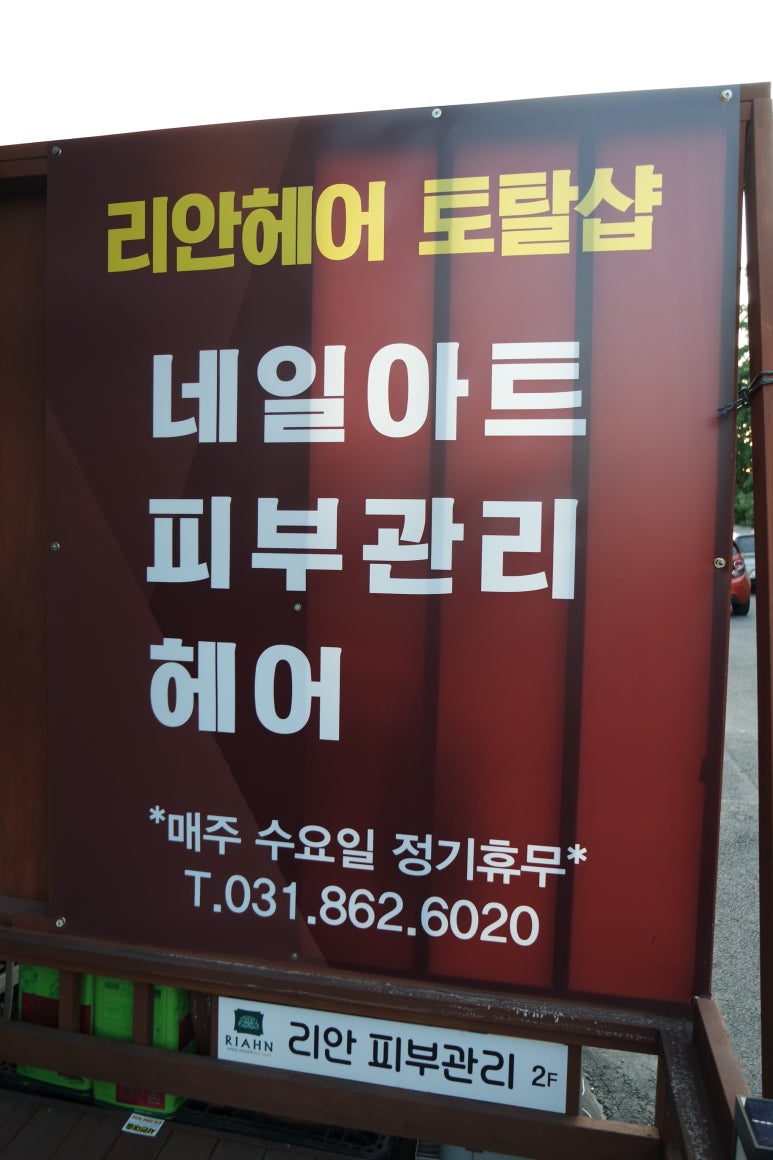 리안헤어 토탈샵
네일아트
피부관리
헤어
*매주 수요일 정기휴무*
T.031.862.6020
RIAHN
리안 피부관리 2F